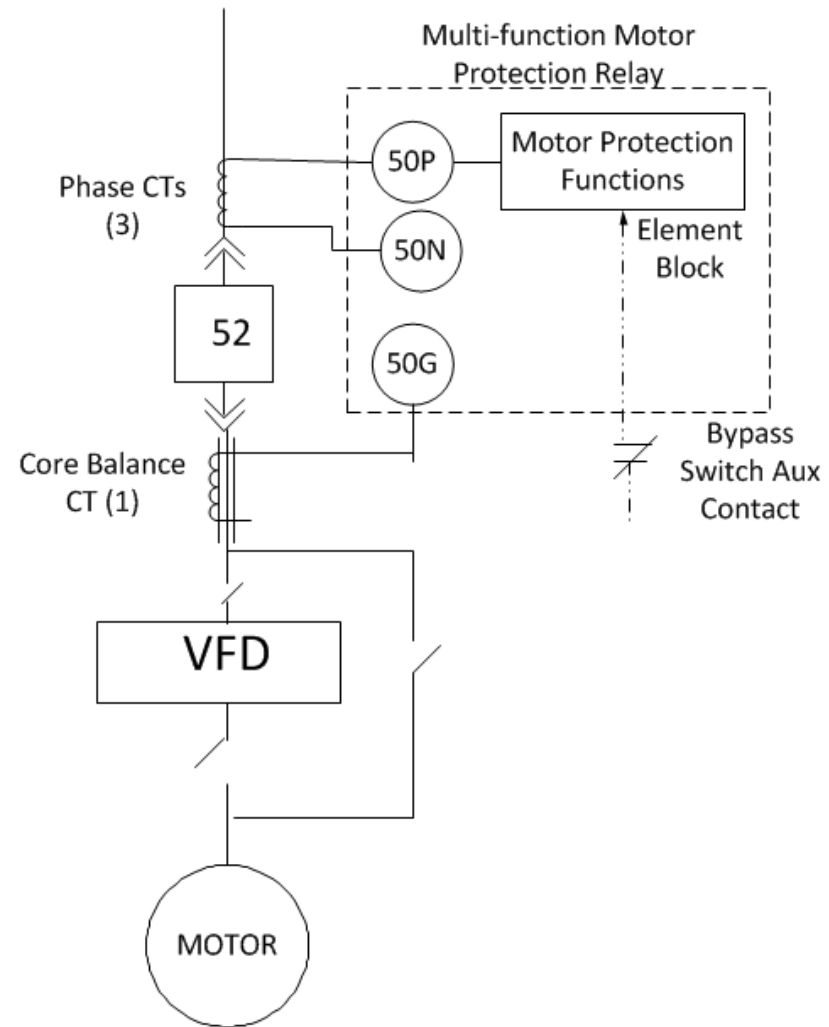 Multi-function Motor
Protection Relay
50P
Motor Protection
Functions
Phase CTs
(3)
50N
Element
Block
52
50G
Core Balance
CT (1)
Bypass
Switch Aux
Contact
VFD
MOTOR